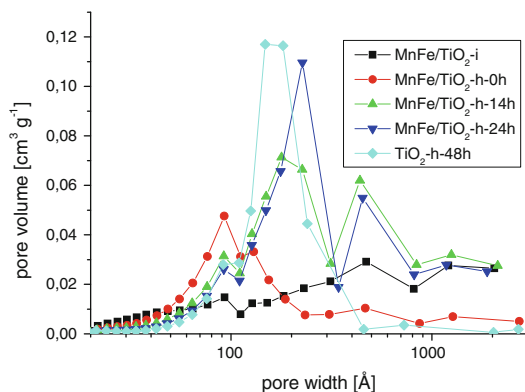 0,12
0,10
0,08
0,06
0,04
0,02
0,00
pore volume [cm³ g⁻¹]
MnFe/TiO₂-i
MnFe/TiO₂-h-0h
MnFe/TiO₂-h-14h
MnFe/TiO₂-h-24h
TiO₂-h-48h
100
1000
pore width [Å]